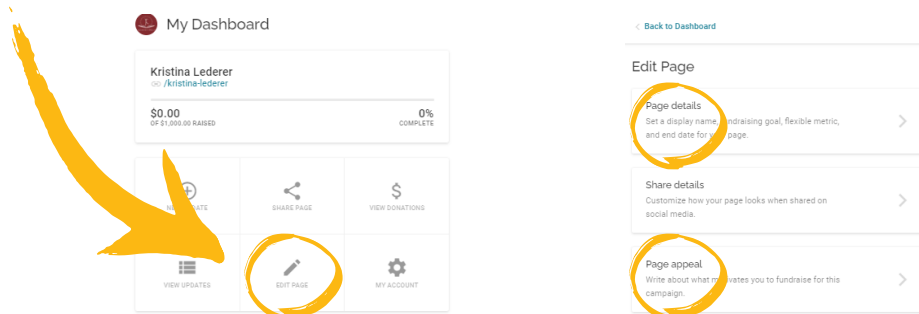 My Dashboard
Kristina Lederer
/kristina-lederer
$0.00
OF $1,000.00 RAISED
0%
COMPLETE
SHARE PAGE
VIEW DONATIONS
VIEW UPDATES
EDIT PAGE
MY ACCOUNT
Back to Dashboard
Edit Page
Page details
Set a display name, fundraising goal, flexible metric,
and end date for your page.
Share details
Customize how your page looks when shared on
social media.
Page appeal
Write about what motivates you to fundraise for this
campaign.